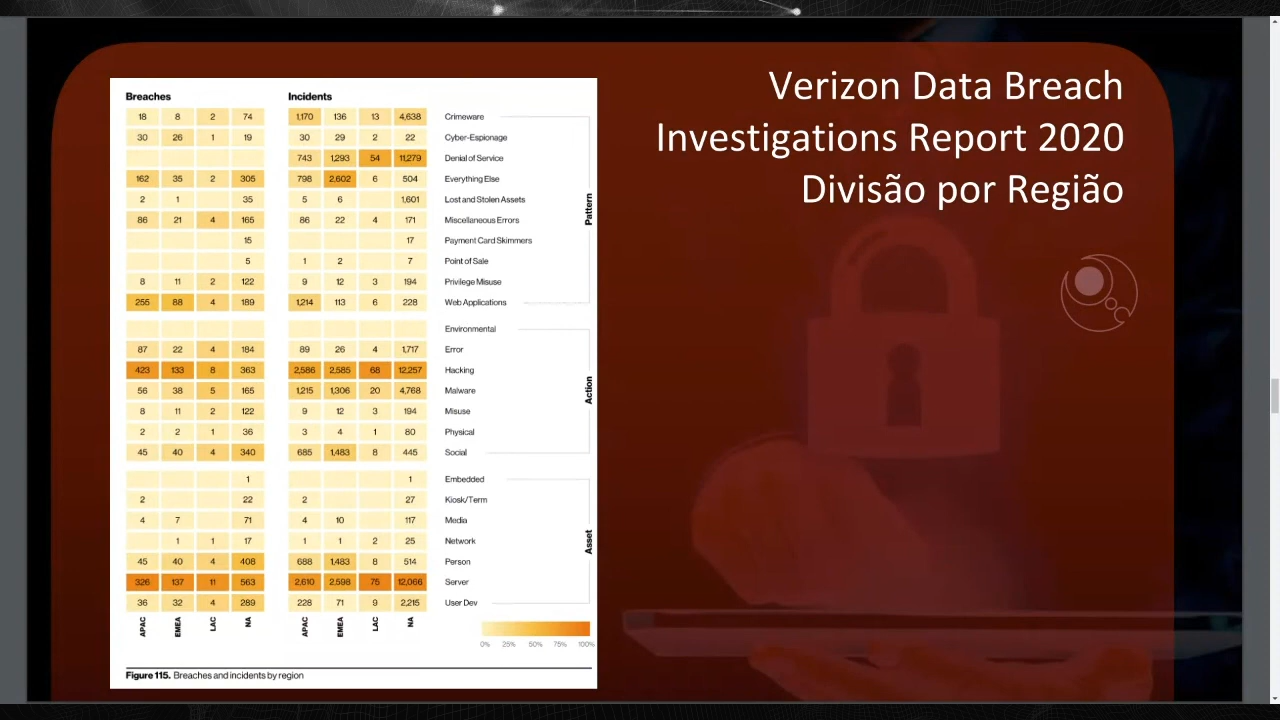 Verizon Data Breach
Investigations Report 2020
Divisão por Região
Breaches Incidents
18 8 2 74 1,170 136 13 4,638 Crimeware
30 26 1 19 30 29 2 22 Cyber-Espionage
743 1,293 54 11,279 Denial of Service
162 35 2 305 798 2,602 6 504 Everything Else
2 1 35 5 6 1,601 Lost and Stolen Assets
86 21 4 165 86 22 4 171 Miscellaneous Errors
15 17 Payment Card Skimmers
5 1 2 7 Point of Sale
8 11 2 122 9 12 3 194 Privilege Misuse
255 88 4 189 1,214 113 6 228 Web Applications
Pattern
Environmental
87 22 4 184 89 26 4 1,717 Error
423 133 8 363 2,586 2,585 68 12,257 Hacking
56 38 5 165 1,215 1,306 20 4,768 Malware
8 11 2 122 9 12 3 194 Misuse
2 2 1 36 3 4 1 80 Physical
45 40 4 340 685 1,483 8 445 Social
Action
1 1 Embedded
2 22 2 27 Kiosk/Term
4 7 71 4 10 117 Media
1 1 17 1 1 2 25 Network
45 40 4 408 688 1,483 8 514 Person
326 137 11 563 2,610 2,598 75 12,066 Server
36 32 4 289 228 71 9 2,215 User Dev
Asset
APAC EMEA LAC NA APAC EMEA LAC NA
0% 25% 50% 75% 100%
Figure 115. Breaches and incidents by region